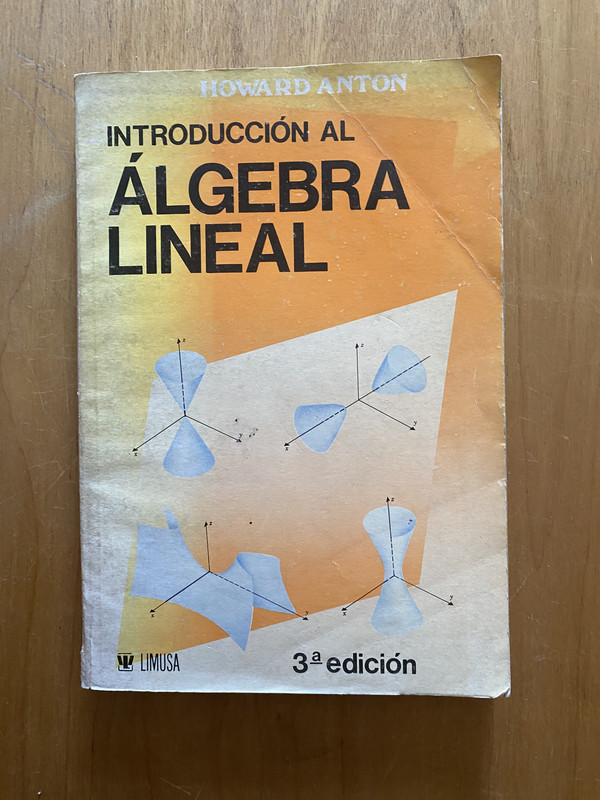 HOWARD ANTON
INTRODUCCIÓN AL
ÁLGEBRA
LINEAL
z
x
y
z
x
y
z
x
y
z
x
y
LIMUSA
3ª edición